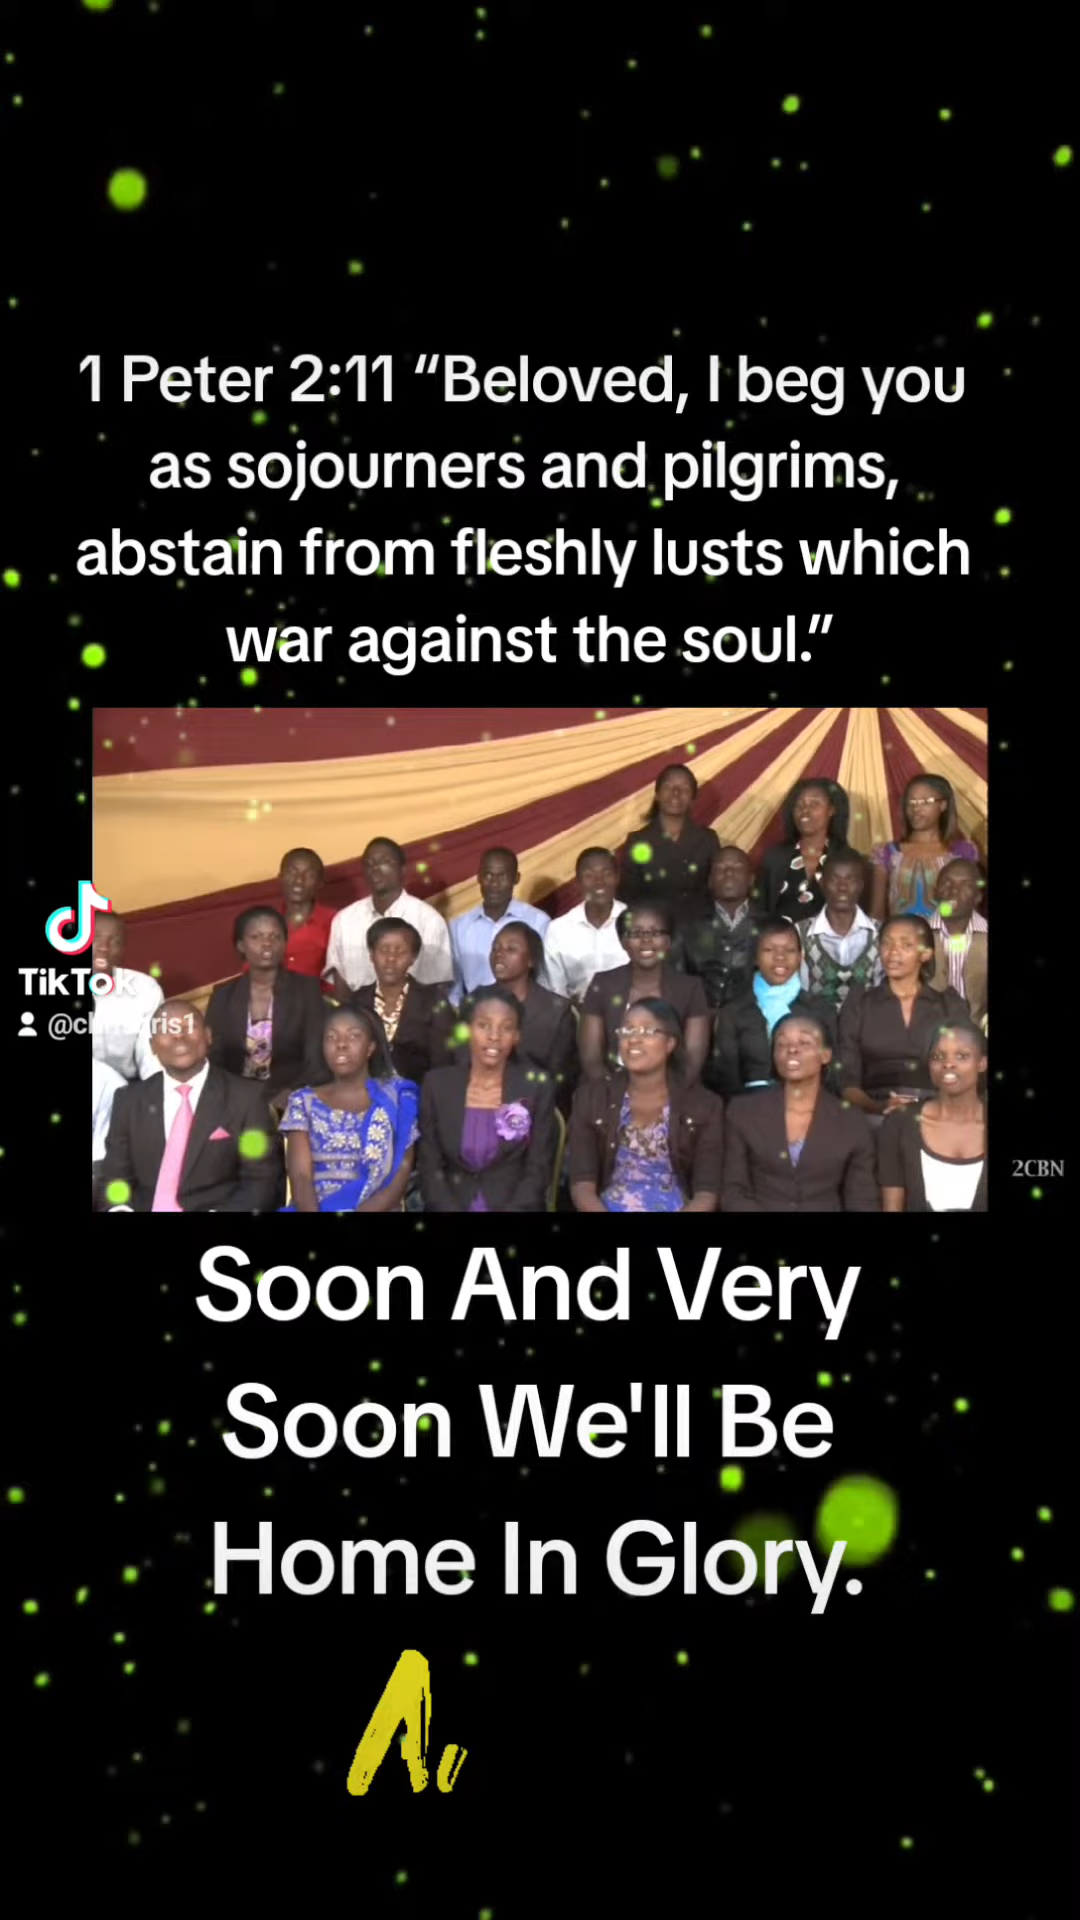 1 Peter 2:11 “Beloved, I beg you
as sojourners and pilgrims,
abstain from fleshly lusts which
war against the soul.”
TikTok
2CBN
Soon And Very
Soon We'll Be
Home In Glory.